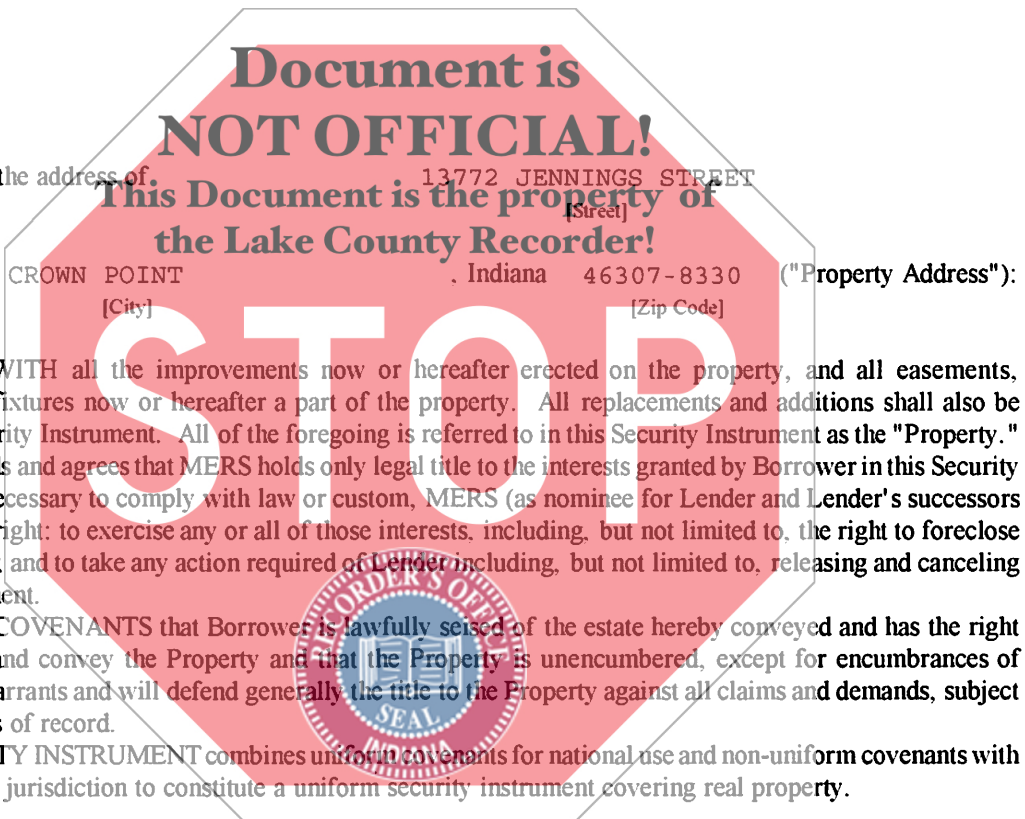 Document is
NOT OFFICIAL!
the address of 13772 JENNINGS STREET
This Document is the property of
[Street]
the Lake County Recorder!
CROWN POINT , Indiana 46307-8330 ("Property Address"):
[City] [Zip Code]
STOP
WITH all the improvements now or hereafter erected on the property, and all easements,
ixtures now or hereafter a part of the property. All replacements and additions shall also be
rity Instrument. All of the foregoing is referred to in this Security Instrument as the "Property."
s and agrees that MERS holds only legal title to the interests granted by Borrower in this Security
ecessary to comply with law or custom, MERS (as nominee for Lender and Lender's successors
right: to exercise any or all of those interests, including, but not limited to, the right to foreclose
and to take any action required of Lender including, but not limited to, releasing and canceling
ent.
COVENANTS that Borrower is lawfully seised of the estate hereby conveyed and has the right
nd convey the Property and that the Property is unencumbered, except for encumbrances of
arrants and will defend generally the title to the Property against all claims and demands, subject
s of record.
TY INSTRUMENT combines uniform covenants for national use and non-uniform covenants with
jurisdiction to constitute a uniform security instrument covering real property.
RECORDER'S OFFICE
SEAL
INDIANA